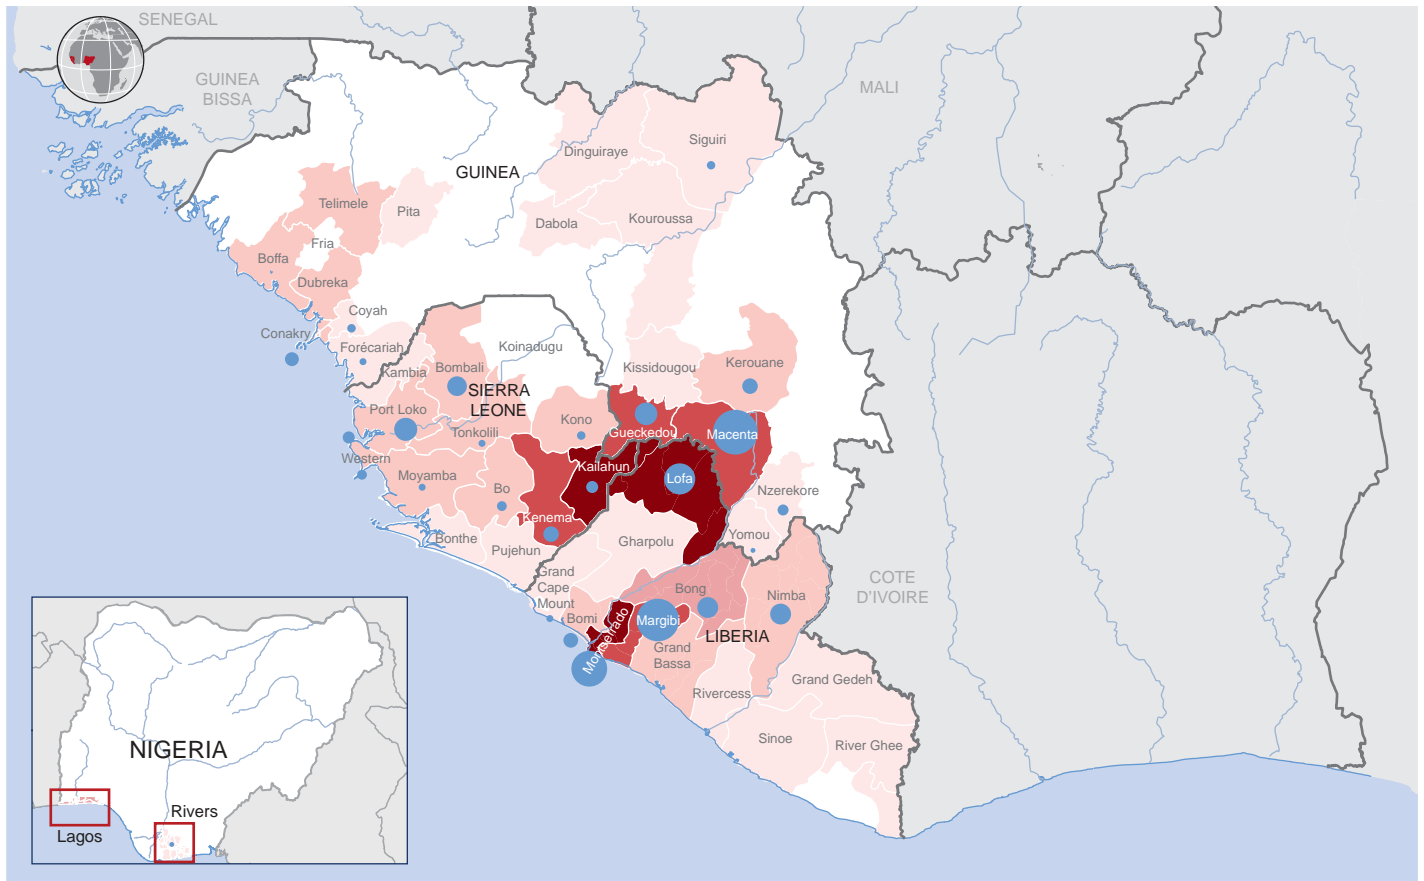 SENEGAL
GUINEA
BISSA
MALI
Siguiri
Dinguiraye
GUINEA
Telimele
Pita
Kouroussa
Dabola
Fria
Boffa
Dubreka
Coyah
Conakry
Forécariah
Koinadugu
Kambia
Bombali
Kissidougou
Kerouane
SIERRA
LEONE
Port Loko
Kono
Gueckedou
Macenta
Tonkolili
Western
Kailahun
Moyamba
Lofa
Bo
Nzerekore
Kenema
Yomou
Bonthe
Pujehun
Gharpolu
Grand
Cape
Mount
COTE
D'IVOIRE
Bong
Nimba
Bomi
Montseirrado
Margibi
LIBERIA
Grand
Bassa
Grand Gedeh
Rivercess
Sinoe
River Ghee
NIGERIA
Rivers
Lagos